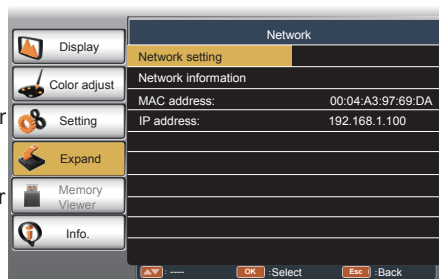 Network
Display
Network setting
Color adjust
Network information
MAC address: 00:04:A3:97:69:DA
r
Setting
IP address: 192.168.1.100
Expand
r
Memory
Viewer
Info.
: ---- OK :Select Esc :Back